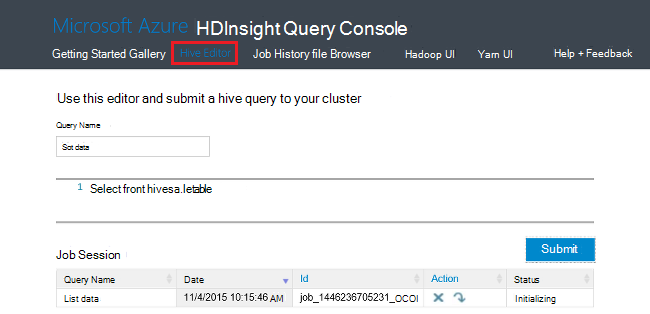 Microsoft Azure HDInsight Query Console
Getting Started Gallery Hive Editor Job History file Browser Hadoop UI Yarn UI Help + Feedback
Use this editor and submit a hive query to your cluster
Query Name
Sot data
1 Select front hivesa.letable
Submit
Job Session
Query Name Date Id Action Status
List data 11/4/2015 10:15:46 AM job_1446236705231_OCOI Initializing